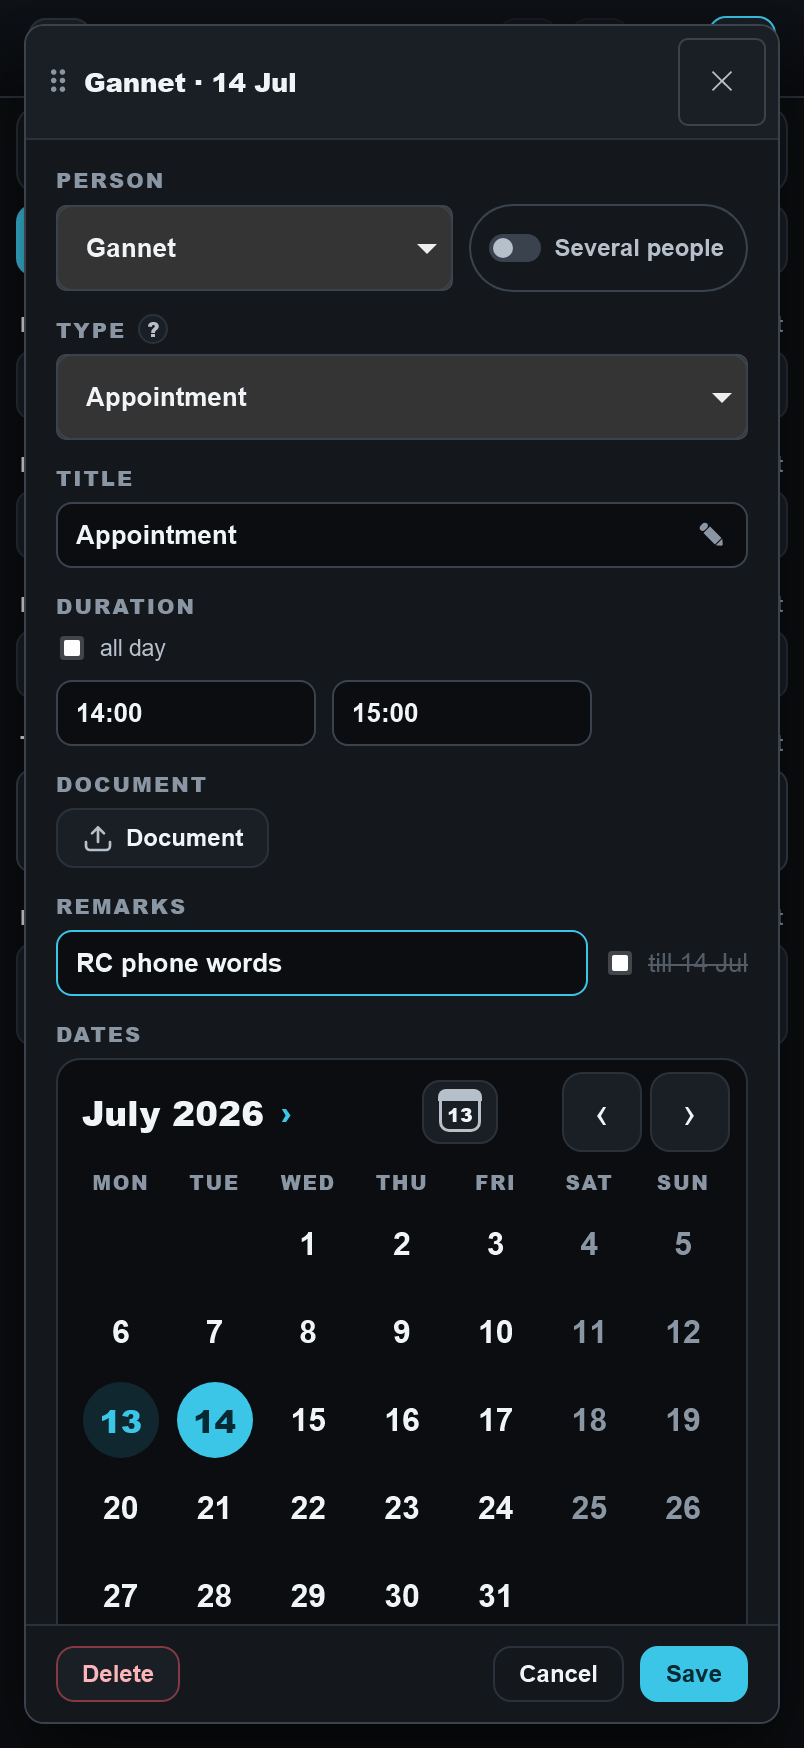 Gannet · 14 Jul
PERSON
Gannet
Several people
TYPE ?
Appointment
TITLE
Appointment
DURATION
all day
14:00 15:00
DOCUMENT
Document
REMARKS
RC phone words
till 14 Jul
DATES
July 2026 ›
13
‹ ›
MON TUE WED THU FRI SAT SUN
1 2 3 4 5
6 7 8 9 10 11 12
13 14 15 16 17 18 19
20 21 22 23 24 25 26
27 28 29 30 31
Delete Cancel Save